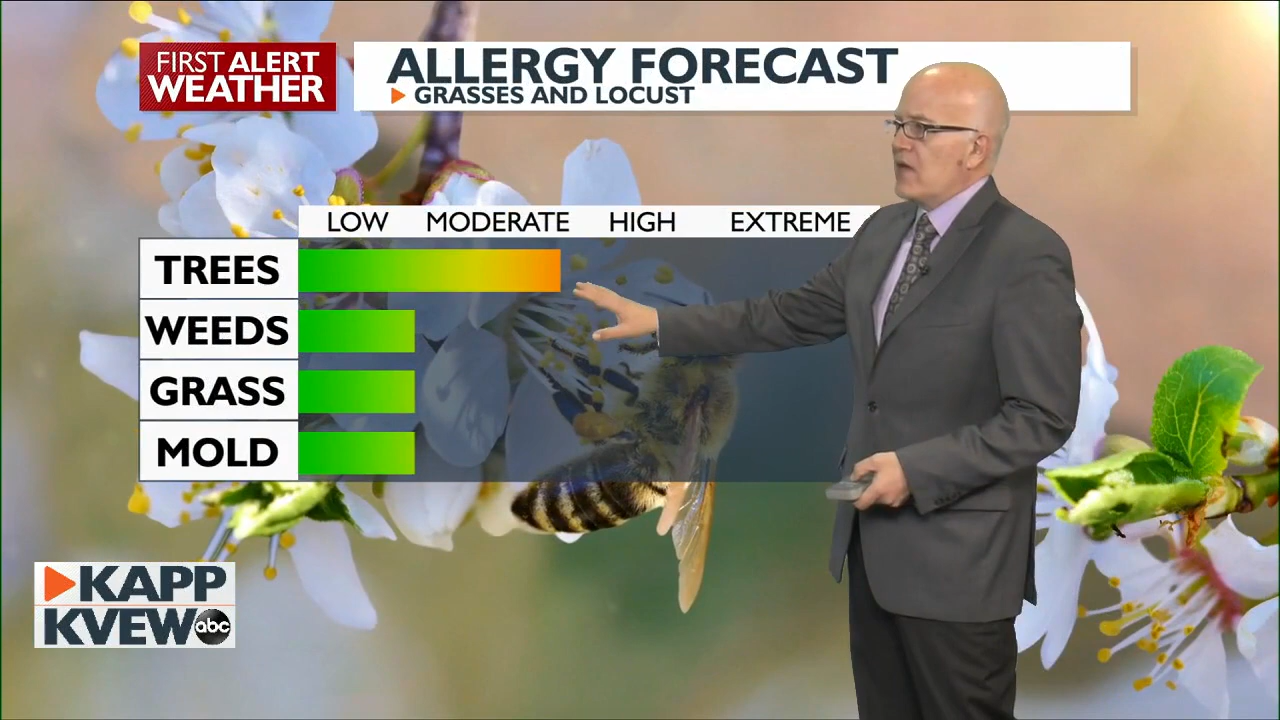 FIRST ALERT
WEATHER
ALLERGY FORECAST
GRASSES AND LOCUST
LOW MODERATE HIGH EXTREME
TREES
WEEDS
GRASS
MOLD
KAPP
KVEW abc